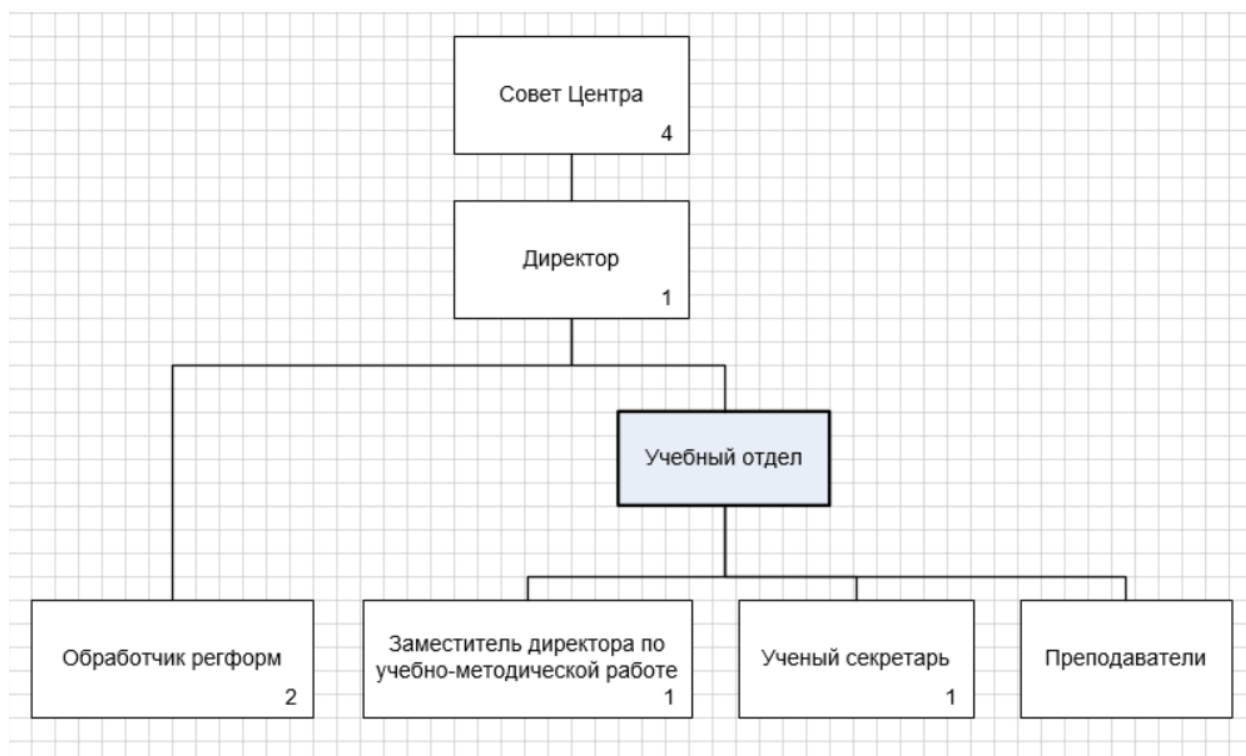 Совет Центра
4
Директор
1
Учебный отдел
Обработчик регформ
2
Заместитель директора по
учебно-методической работе
1
Ученый секретарь
1
Преподаватели